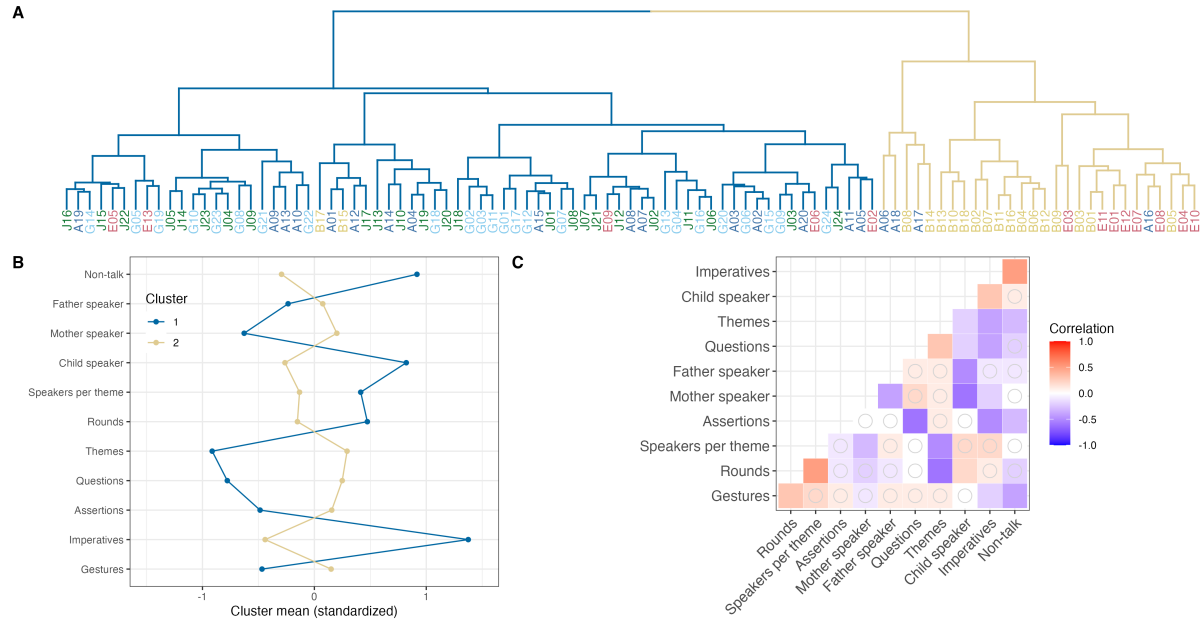 A
J16 A19 G14 J15 E05 J22 G05 E13 G19 J05 J14 G10 J23 G23 J04 G08 J09 G21 A09 A13 A10 G22 B17 A01 B15 A12 J17 J13 A14 J10 A04 J19 G18 J20 J18 G02 G03 G11 G01 G17 G12 A15 J01 G07 J08 J07 J21 E09 J12 A08 A07 J02 G13 G04 J11 G16 J06 G20 A03 G06 A02 G15 G09 J03 A20 E06 G24 J24 A11 A05 E02 A06 A18 B08 A17 B14 B13 B10 B18 B02 B07 B11 B16 B04 B06 B12 B09 E03 B03 B01 E11 E01 E12 E07 A16 E08 B05 E04 E10
B
Non-talk
Father speaker
Mother speaker
Child speaker
Speakers per theme
Rounds
Themes
Questions
Assertions
Imperatives
Gestures
Cluster
1
2
-1 0 1
Cluster mean (standardized)
C
Imperatives
Child speaker
Themes
Questions
Father speaker
Mother speaker
Assertions
Speakers per theme
Rounds
Gestures
Rounds
Speakers per theme
Assertions
Mother speaker
Father speaker
Questions
Themes
Child speaker
Imperatives
Non-talk
Correlation
1.0
0.5
0.0
-0.5
-1.0